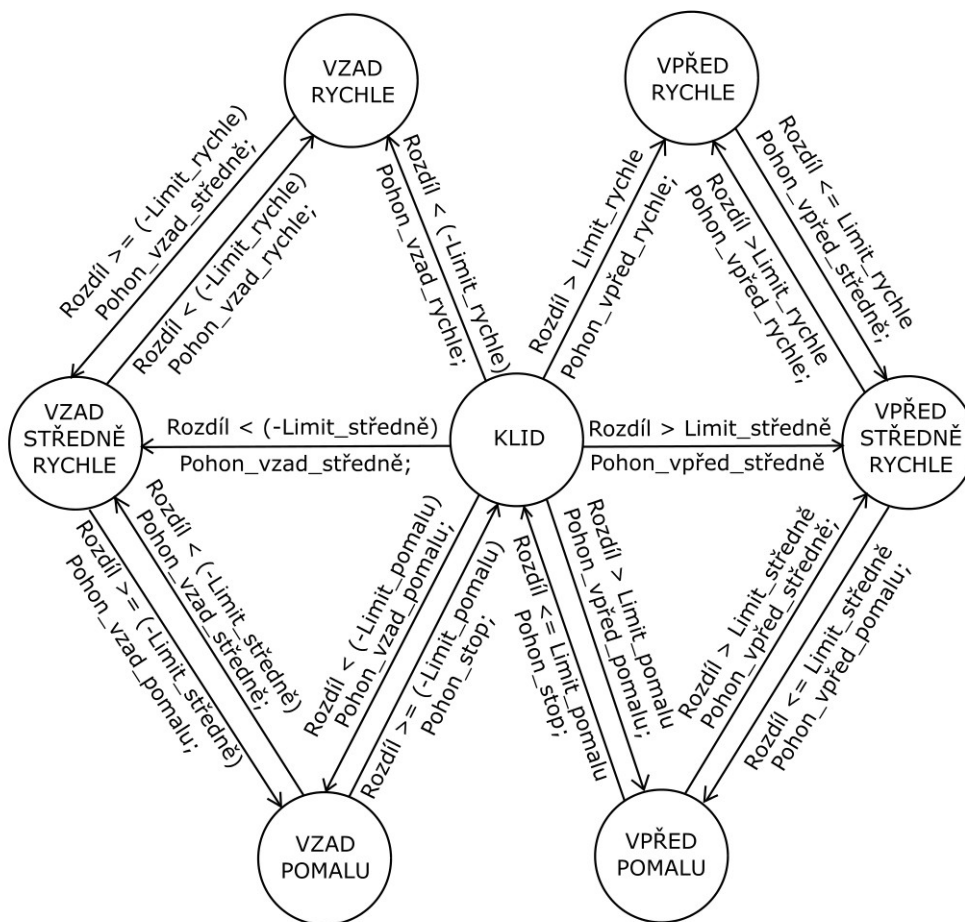 VZAD
RYCHLE
VPŘED
RYCHLE
Rozdíl >= (-Limit_rychle)
Pohon_vzad_středně;
Rozdíl < (-Limit_rychle)
Pohon_vzad_rychle;
Rozdíl < (-Limit_rychle)
Pohon_vzad_rychle;
Rozdíl > Limit_rychle
Pohon_vpřed_rychle;
Rozdíl >Limit_rychle
Pohon_vpřed_rychle;
Rozdíl <= Limit_rychle
Pohon_vpřed_středně;
VZAD
STŘEDNĚ
RYCHLE
Rozdíl < (-Limit_středně)
Pohon_vzad_středně;
KLID
Rozdíl > Limit_středně
Pohon_vpřed_středně
VPŘED
STŘEDNĚ
RYCHLE
Rozdíl >= (-Limit_středně)
Pohon_vzad_pomalu;
Rozdíl < (-Limit_středně)
Pohon_vzad_středně;
Rozdíl < (-Limit_pomalu)
Pohon_vzad_pomalu;
Rozdíl >= (-Limit_pomalu)
Pohon_stop;
Rozdíl <= Limit_pomalu
Pohon_stop;
Rozdíl > Limit_pomalu
Pohon_vpřed_pomalu;
Rozdíl > Limit_středně
Pohon_vpřed_středně;
Rozdíl <= Limit_středně
Pohon_vpřed_pomalu;
VZAD
POMALU
VPŘED
POMALU